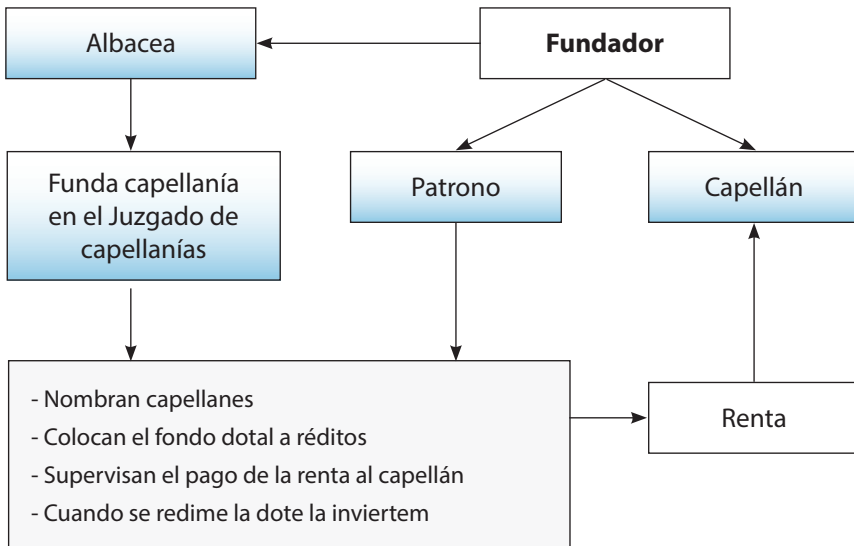 Albacea
Fundador
Funda capellanía
en el Juzgado de
capellanías
Patrono
Capellán
- Nombran capellanes
- Colocan el fondo dotal a réditos
- Supervisan el pago de la renta al capellán
- Cuando se redime la dote la inviertem
Renta